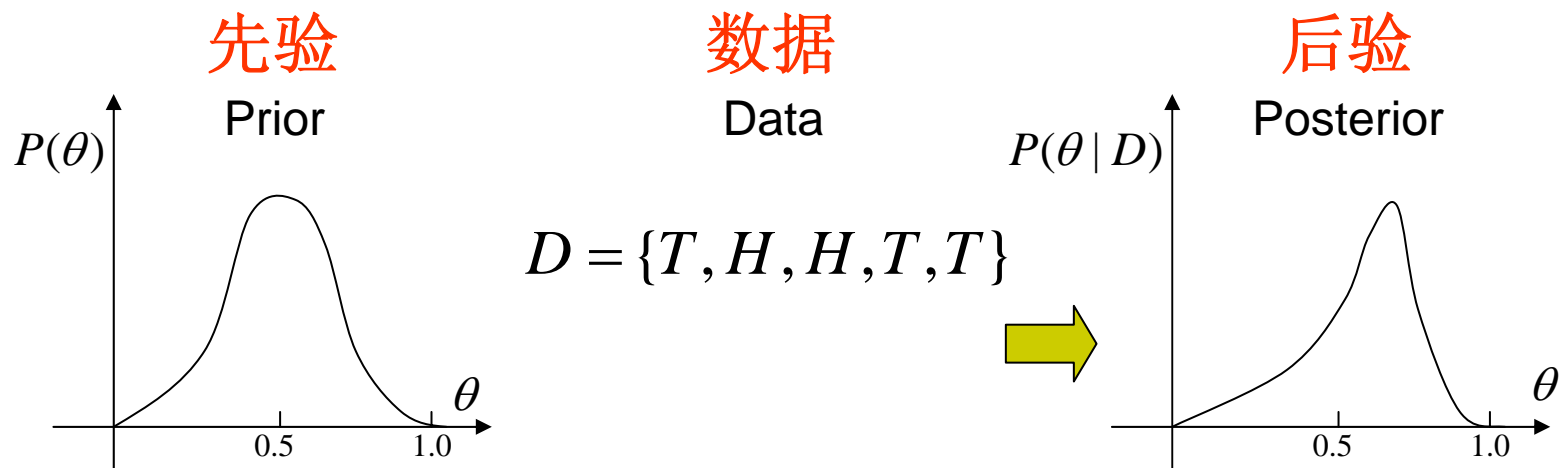 先验 数据 后验
Prior Data Posterior
P(θ) P(θ | D)
D = {T, H, H, T, T}
θ θ
0.5 1.0 0.5 1.0